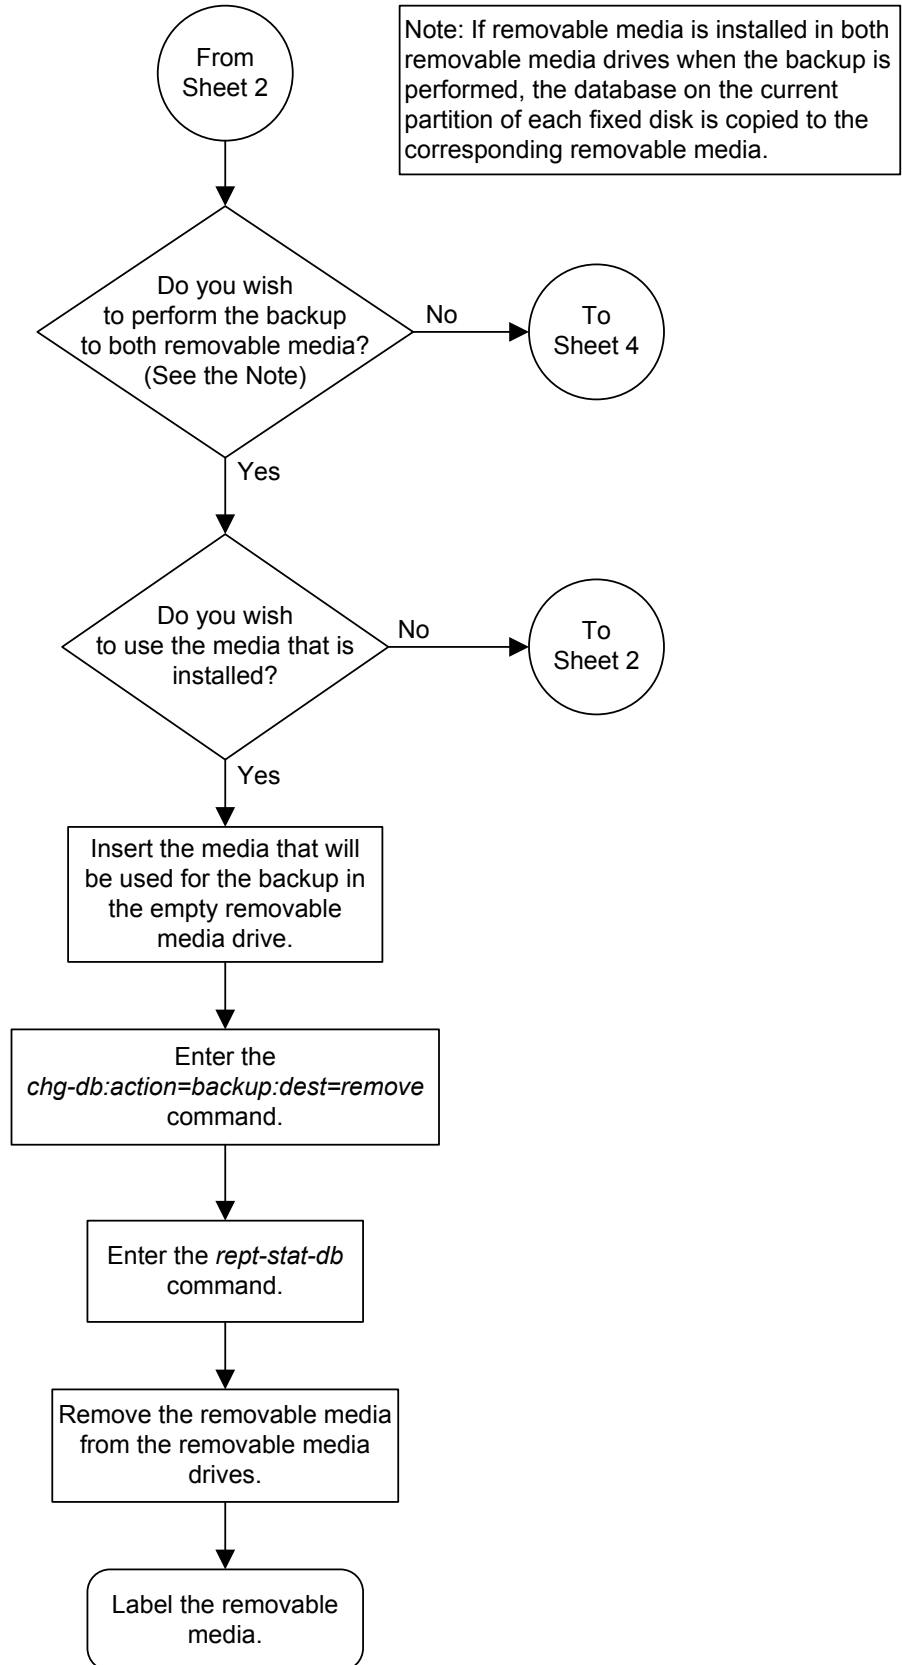 From
Sheet 2
Note: If removable media is installed in both
removable media drives when the backup is
performed, the database on the current
partition of each fixed disk is copied to the
corresponding removable media.
Do you wish
to perform the backup
to both removable media?
(See the Note)
No
To
Sheet 4
Yes
Do you wish
to use the media that is
installed?
No
To
Sheet 2
Yes
Insert the media that will
be used for the backup in
the empty removable
media drive.
Enter the
chg-db:action=backup:dest=remove
command.
Enter the rept-stat-db
command.
Remove the removable media
from the removable media
drives.
Label the removable
media.